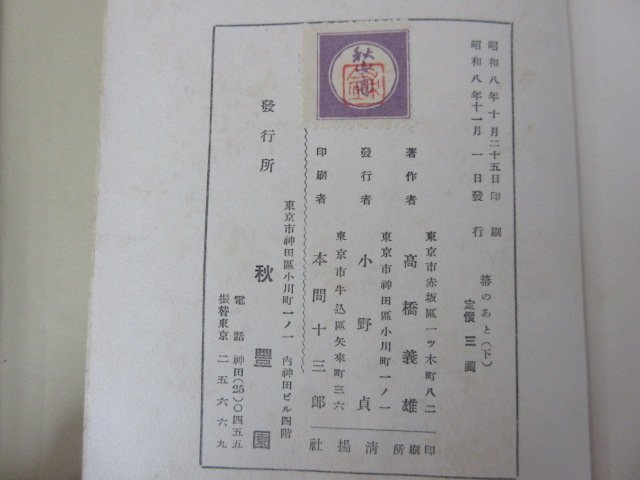 昭和八年十月二十五日印刷
昭和八年十一月一日發行
箒のあと(下)
定價三圓
東京市赤坂區一ツ木町八二
著作者 高橋義雄
東京市神田區小川町一ノ一
發行者 小野貞
東京市牛込區矢來町三六
印刷者 本間十三郎
印刷所 清揚社
發行所
東京市神田區小川町一ノ一 內神田ビル四階
秋豐園
電話神田(25)〇四五五
振替東京二五六六九